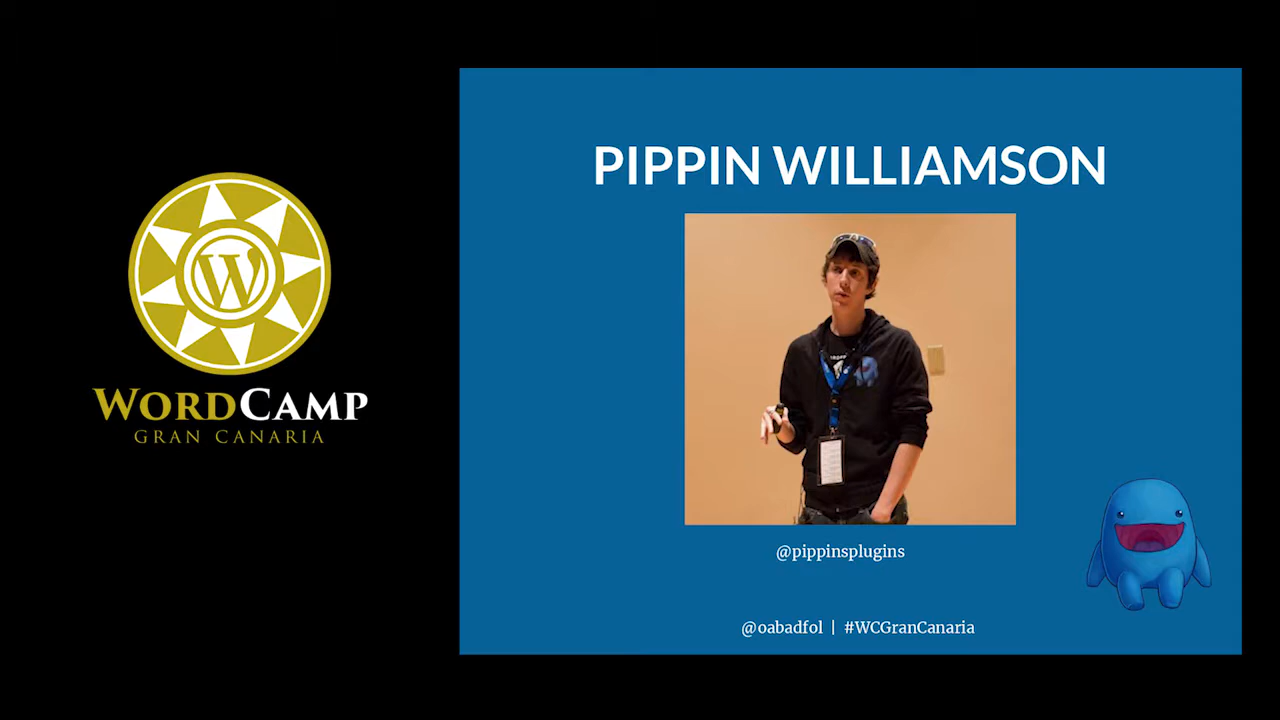 WORDCAMP
GRAN CANARIA
PIPPIN WILLIAMSON
@pippinsplugins
@oabadfol | #WCGranCanaria